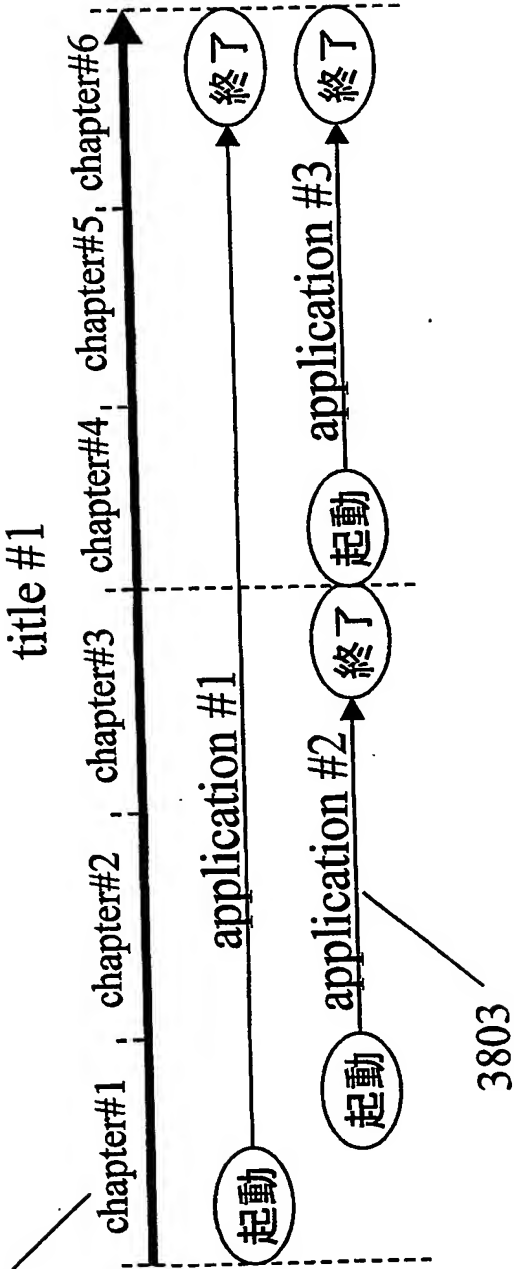 title #1
chapter#1 chapter#2 chapter#3 chapter#4 chapter#5 chapter#6
起動 application #1 終了
起動 application #2 終了 起動 application #3 終了
3803